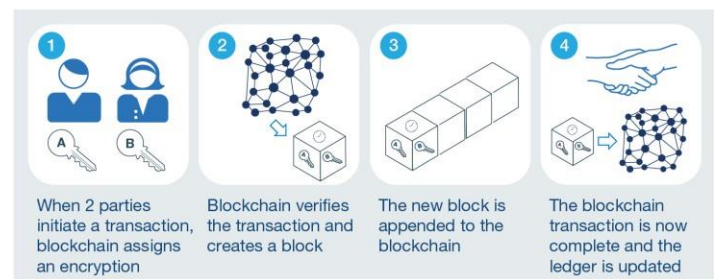 1
2
3
4
A
B
A
B
A
B
A
B
When 2 parties
initiate a transaction,
blockchain assigns
an encryption
Blockchain verifies
the transaction and
creates a block
The new block is
appended to the
blockchain
The blockchain
transaction is now
complete and the
ledger is updated